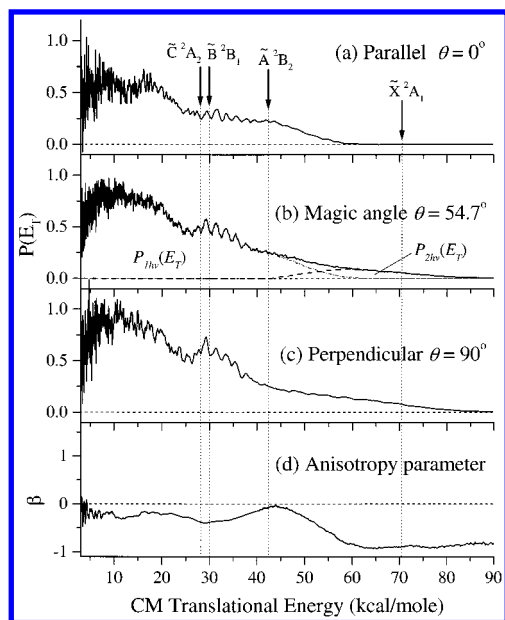 C̃ ²A₂ B̃ ²B₁ Ã ²B₂ X̃ ²A₁
(a) Parallel θ = 0°
1.0
0.5
0.0
(b) Magic angle θ = 54.7°
1.0
0.5
0.0
P₁hν(E_T)
P₂hν(E_T)
P(E_T)
(c) Perpendicular θ = 90°
1.0
0.5
0.0
(d) Anisotropy parameter
1
0
-1
β
10 20 30 40 50 60 70 80 90
CM Translational Energy (kcal/mole)